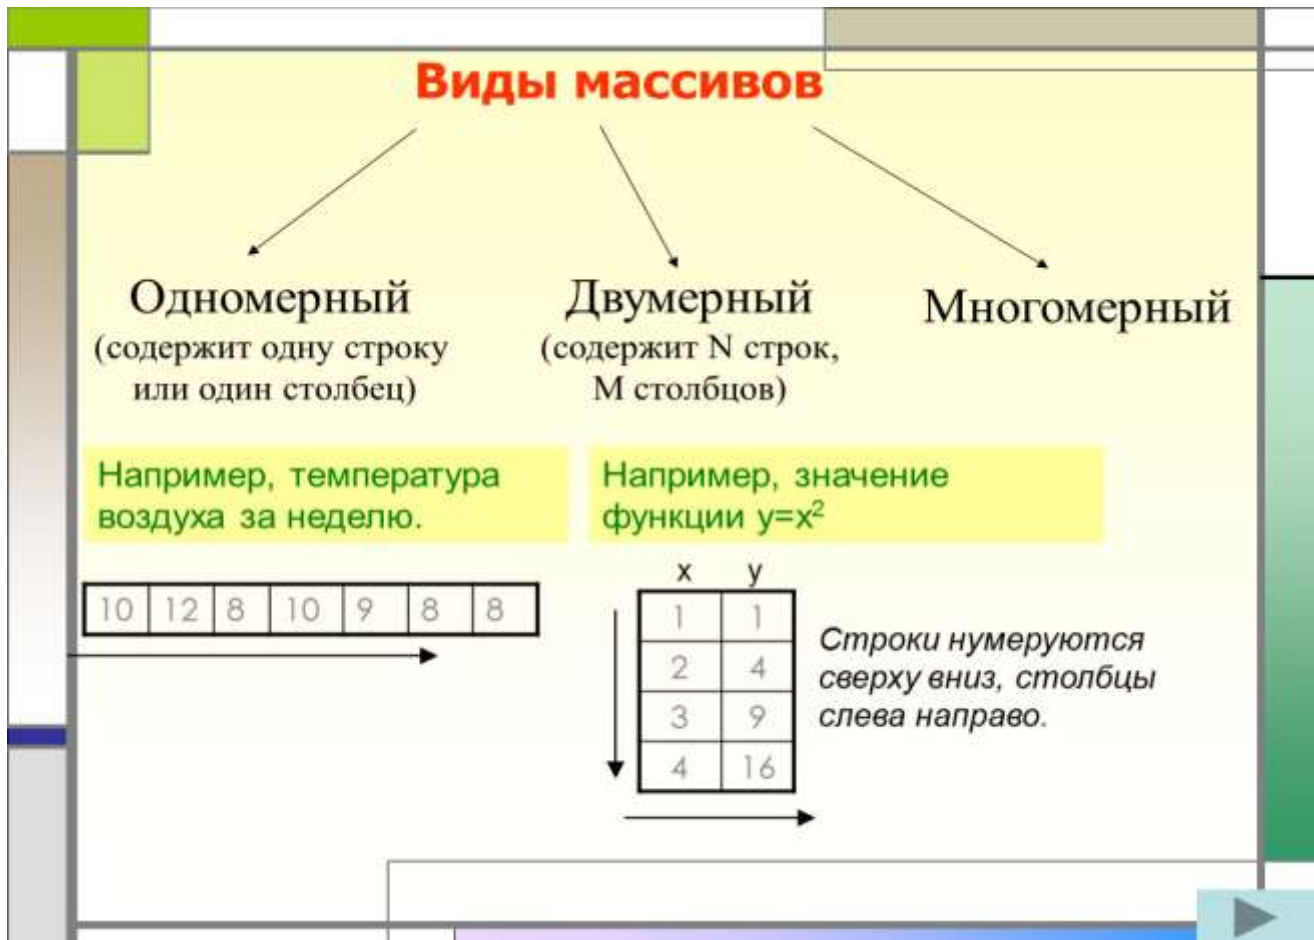 Виды массивов
Одномерный
(содержит одну строку
или один столбец)
Двумерный
(содержит N строк,
M столбцов)
Многомерный
Например, температура
воздуха за неделю.
Например, значение
функции y=x²
10 12 8 10 9 8 8
x y
1 1
2 4
3 9
4 16
Строки нумеруются
сверху вниз, столбцы
слева направо.